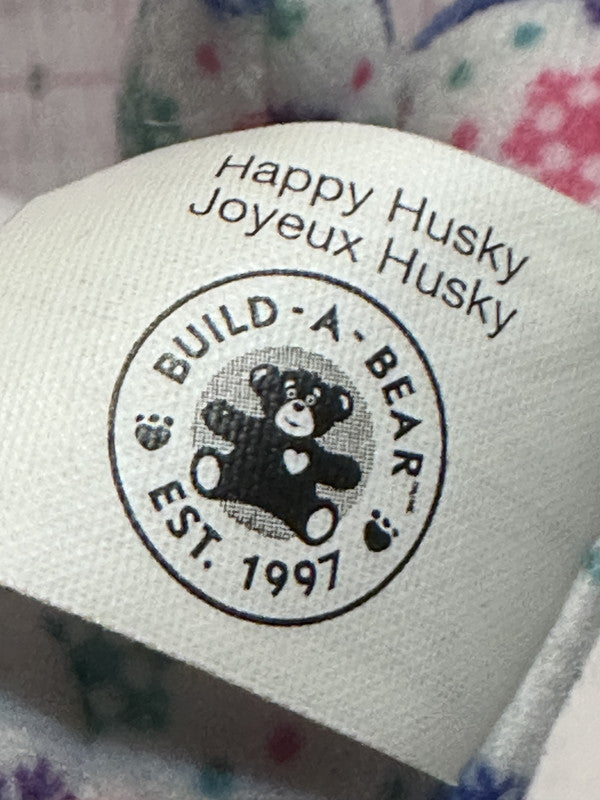 Happy Husky
Joyeux Husky
BUILD-A-BEAR™
EST. 1997